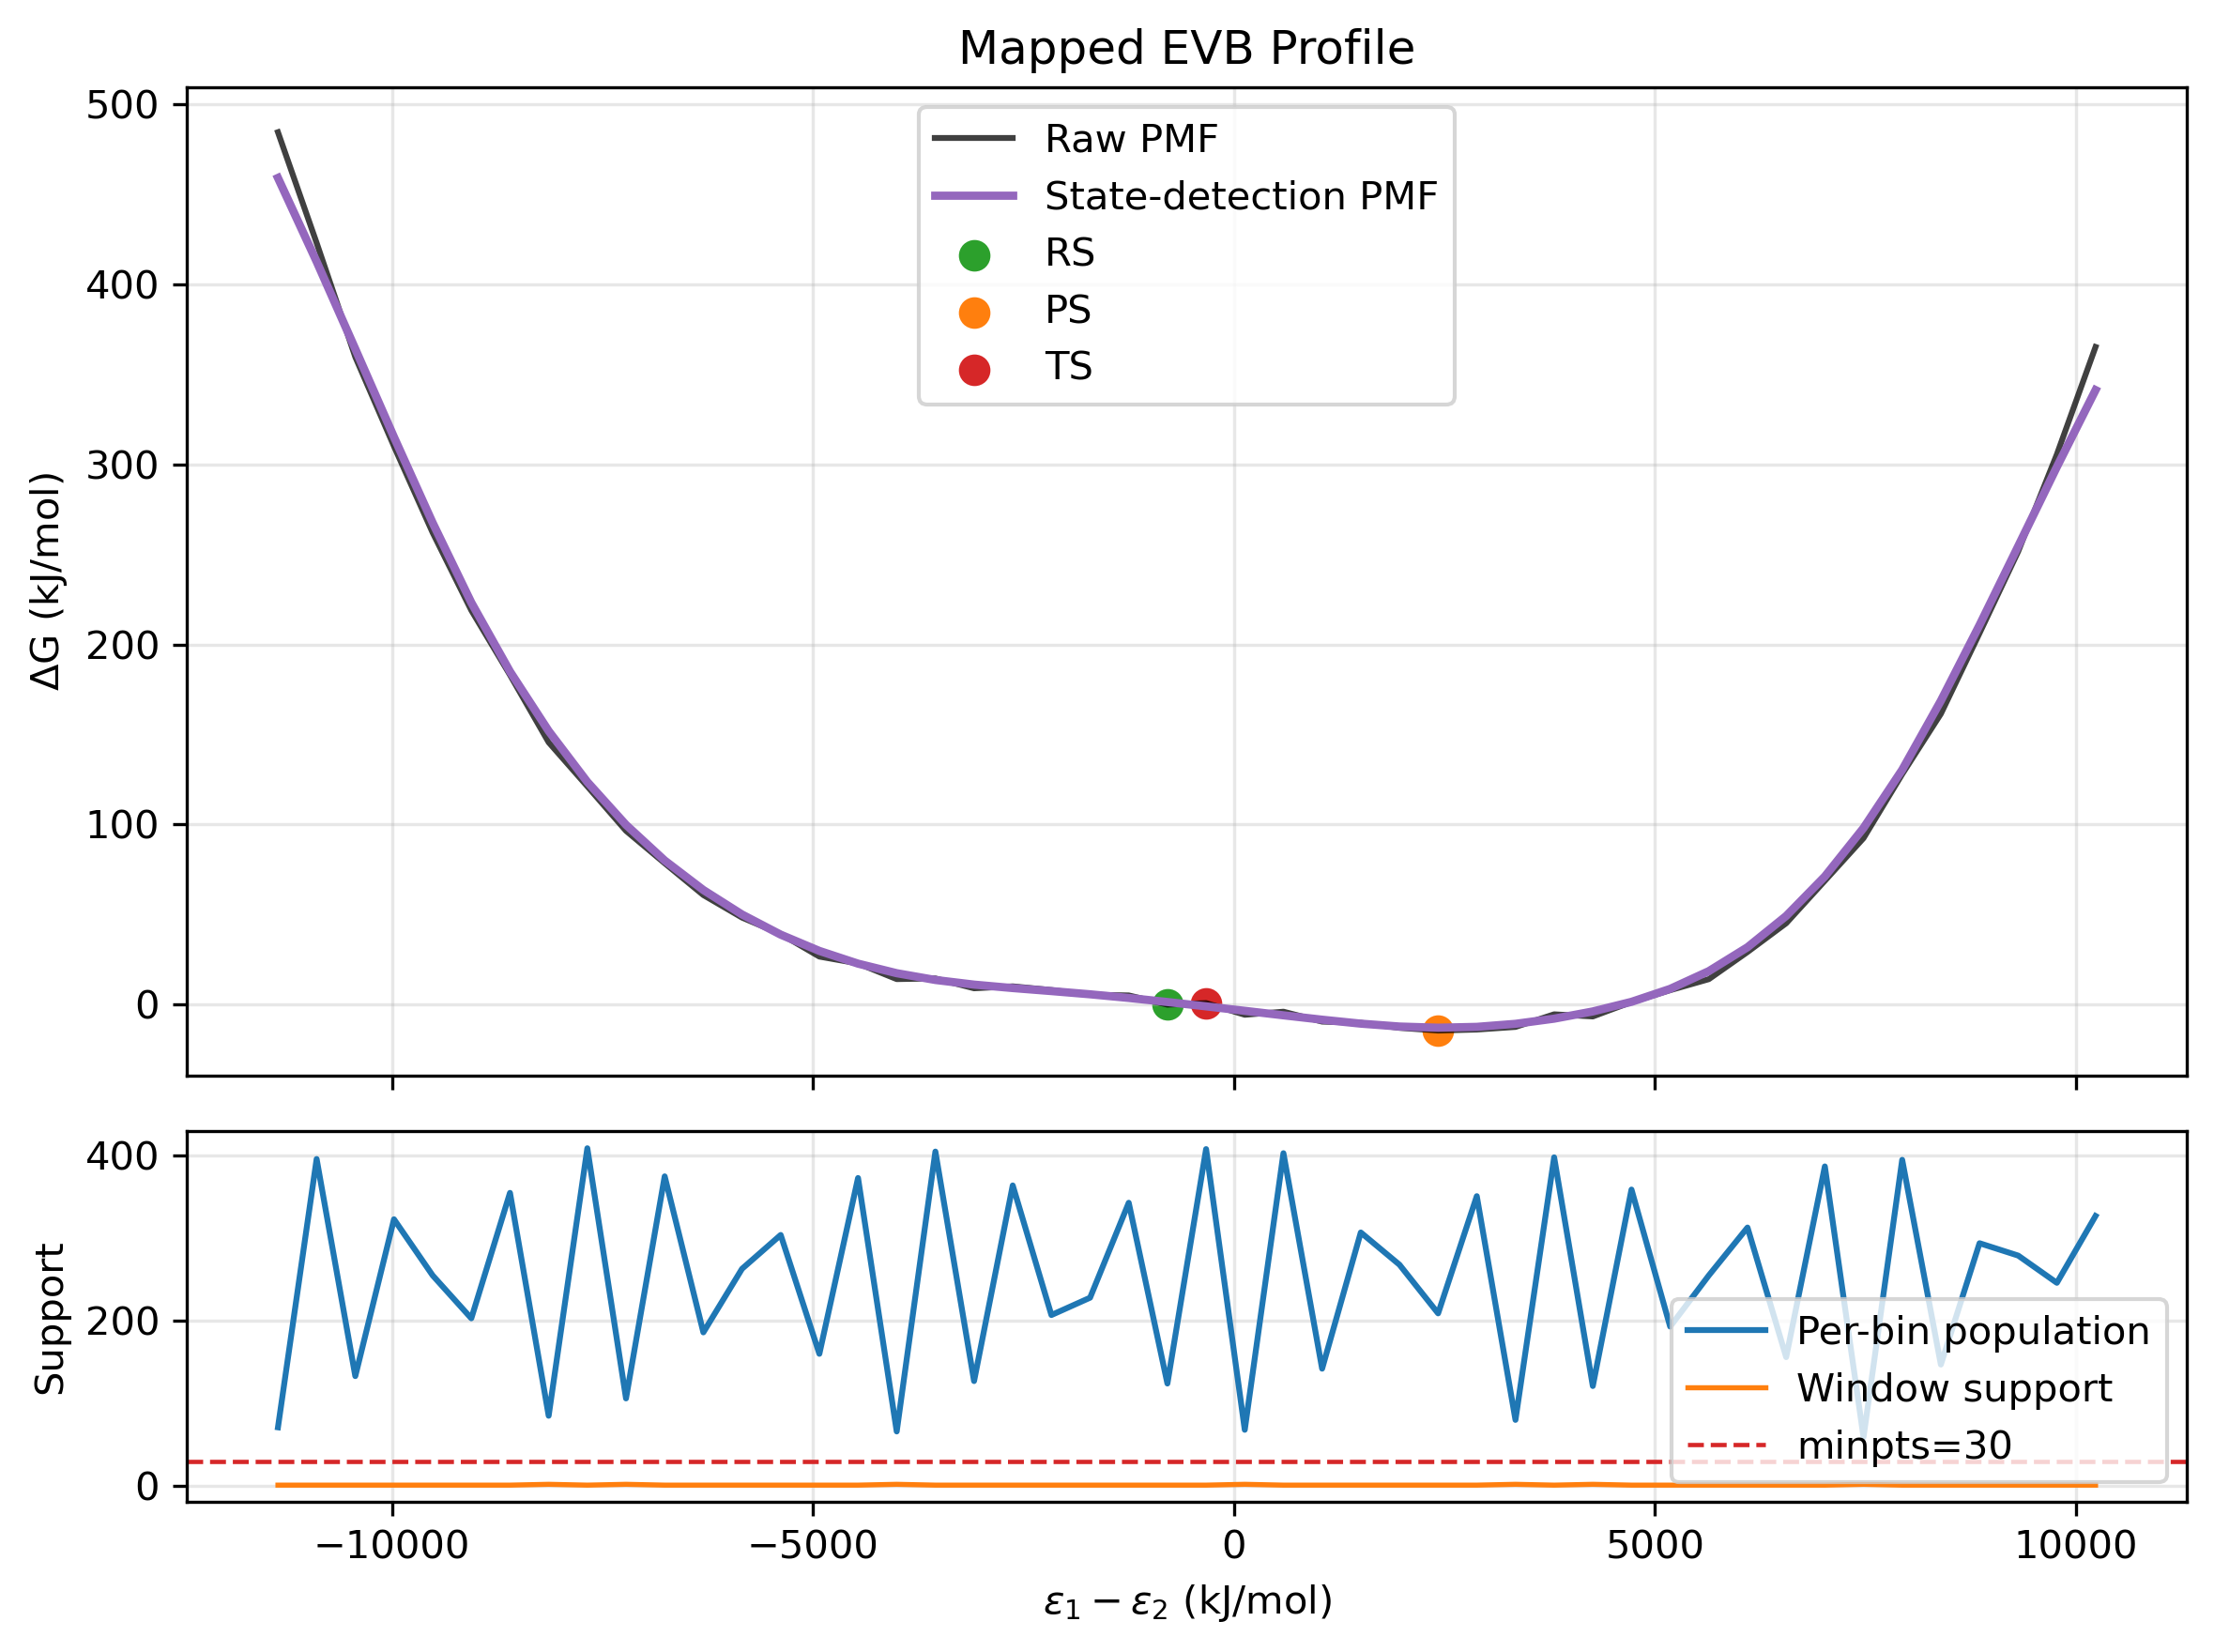 Mapped EVB Profile
500
400
300
200
100
0
ΔG (kJ/mol)
Raw PMF
State-detection PMF
RS
PS
TS
400
200
0
Support
Per-bin population
Window support
minpts=30
−10000
−5000
0
5000
10000
ε₁ − ε₂ (kJ/mol)